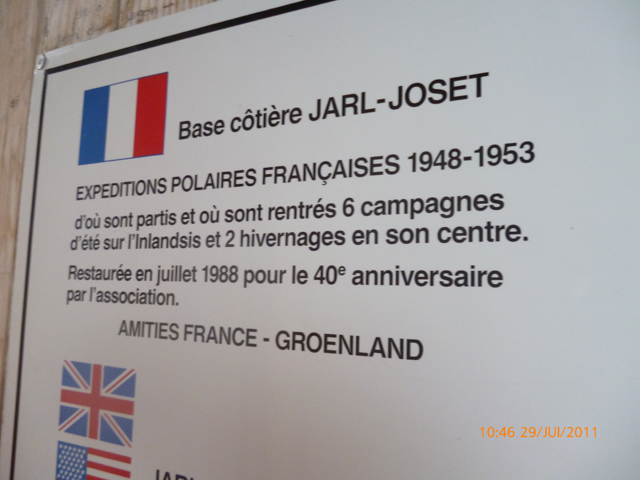 Base côtière JARL-JOSET
EXPEDITIONS POLAIRES FRANÇAISES 1948-1953
d'où sont partis et où sont rentrés 6 campagnes
d'été sur l'Inlandsis et 2 hivernages en son centre.
Restaurée en juillet 1988 pour le 40e anniversaire
par l'association.
AMITIES FRANCE - GROENLAND
10:46 29/JUl/2011